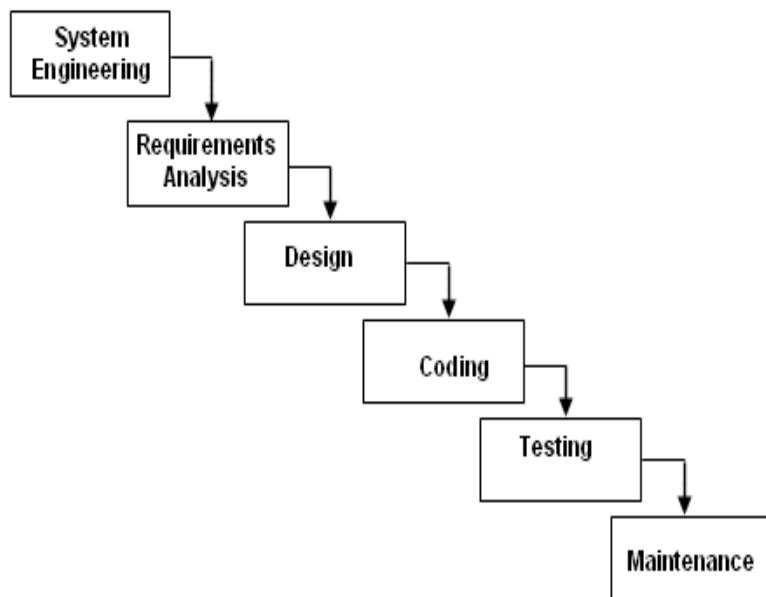 System
Engineering
Requirements
Analysis
Design
Coding
Testing
Maintenance